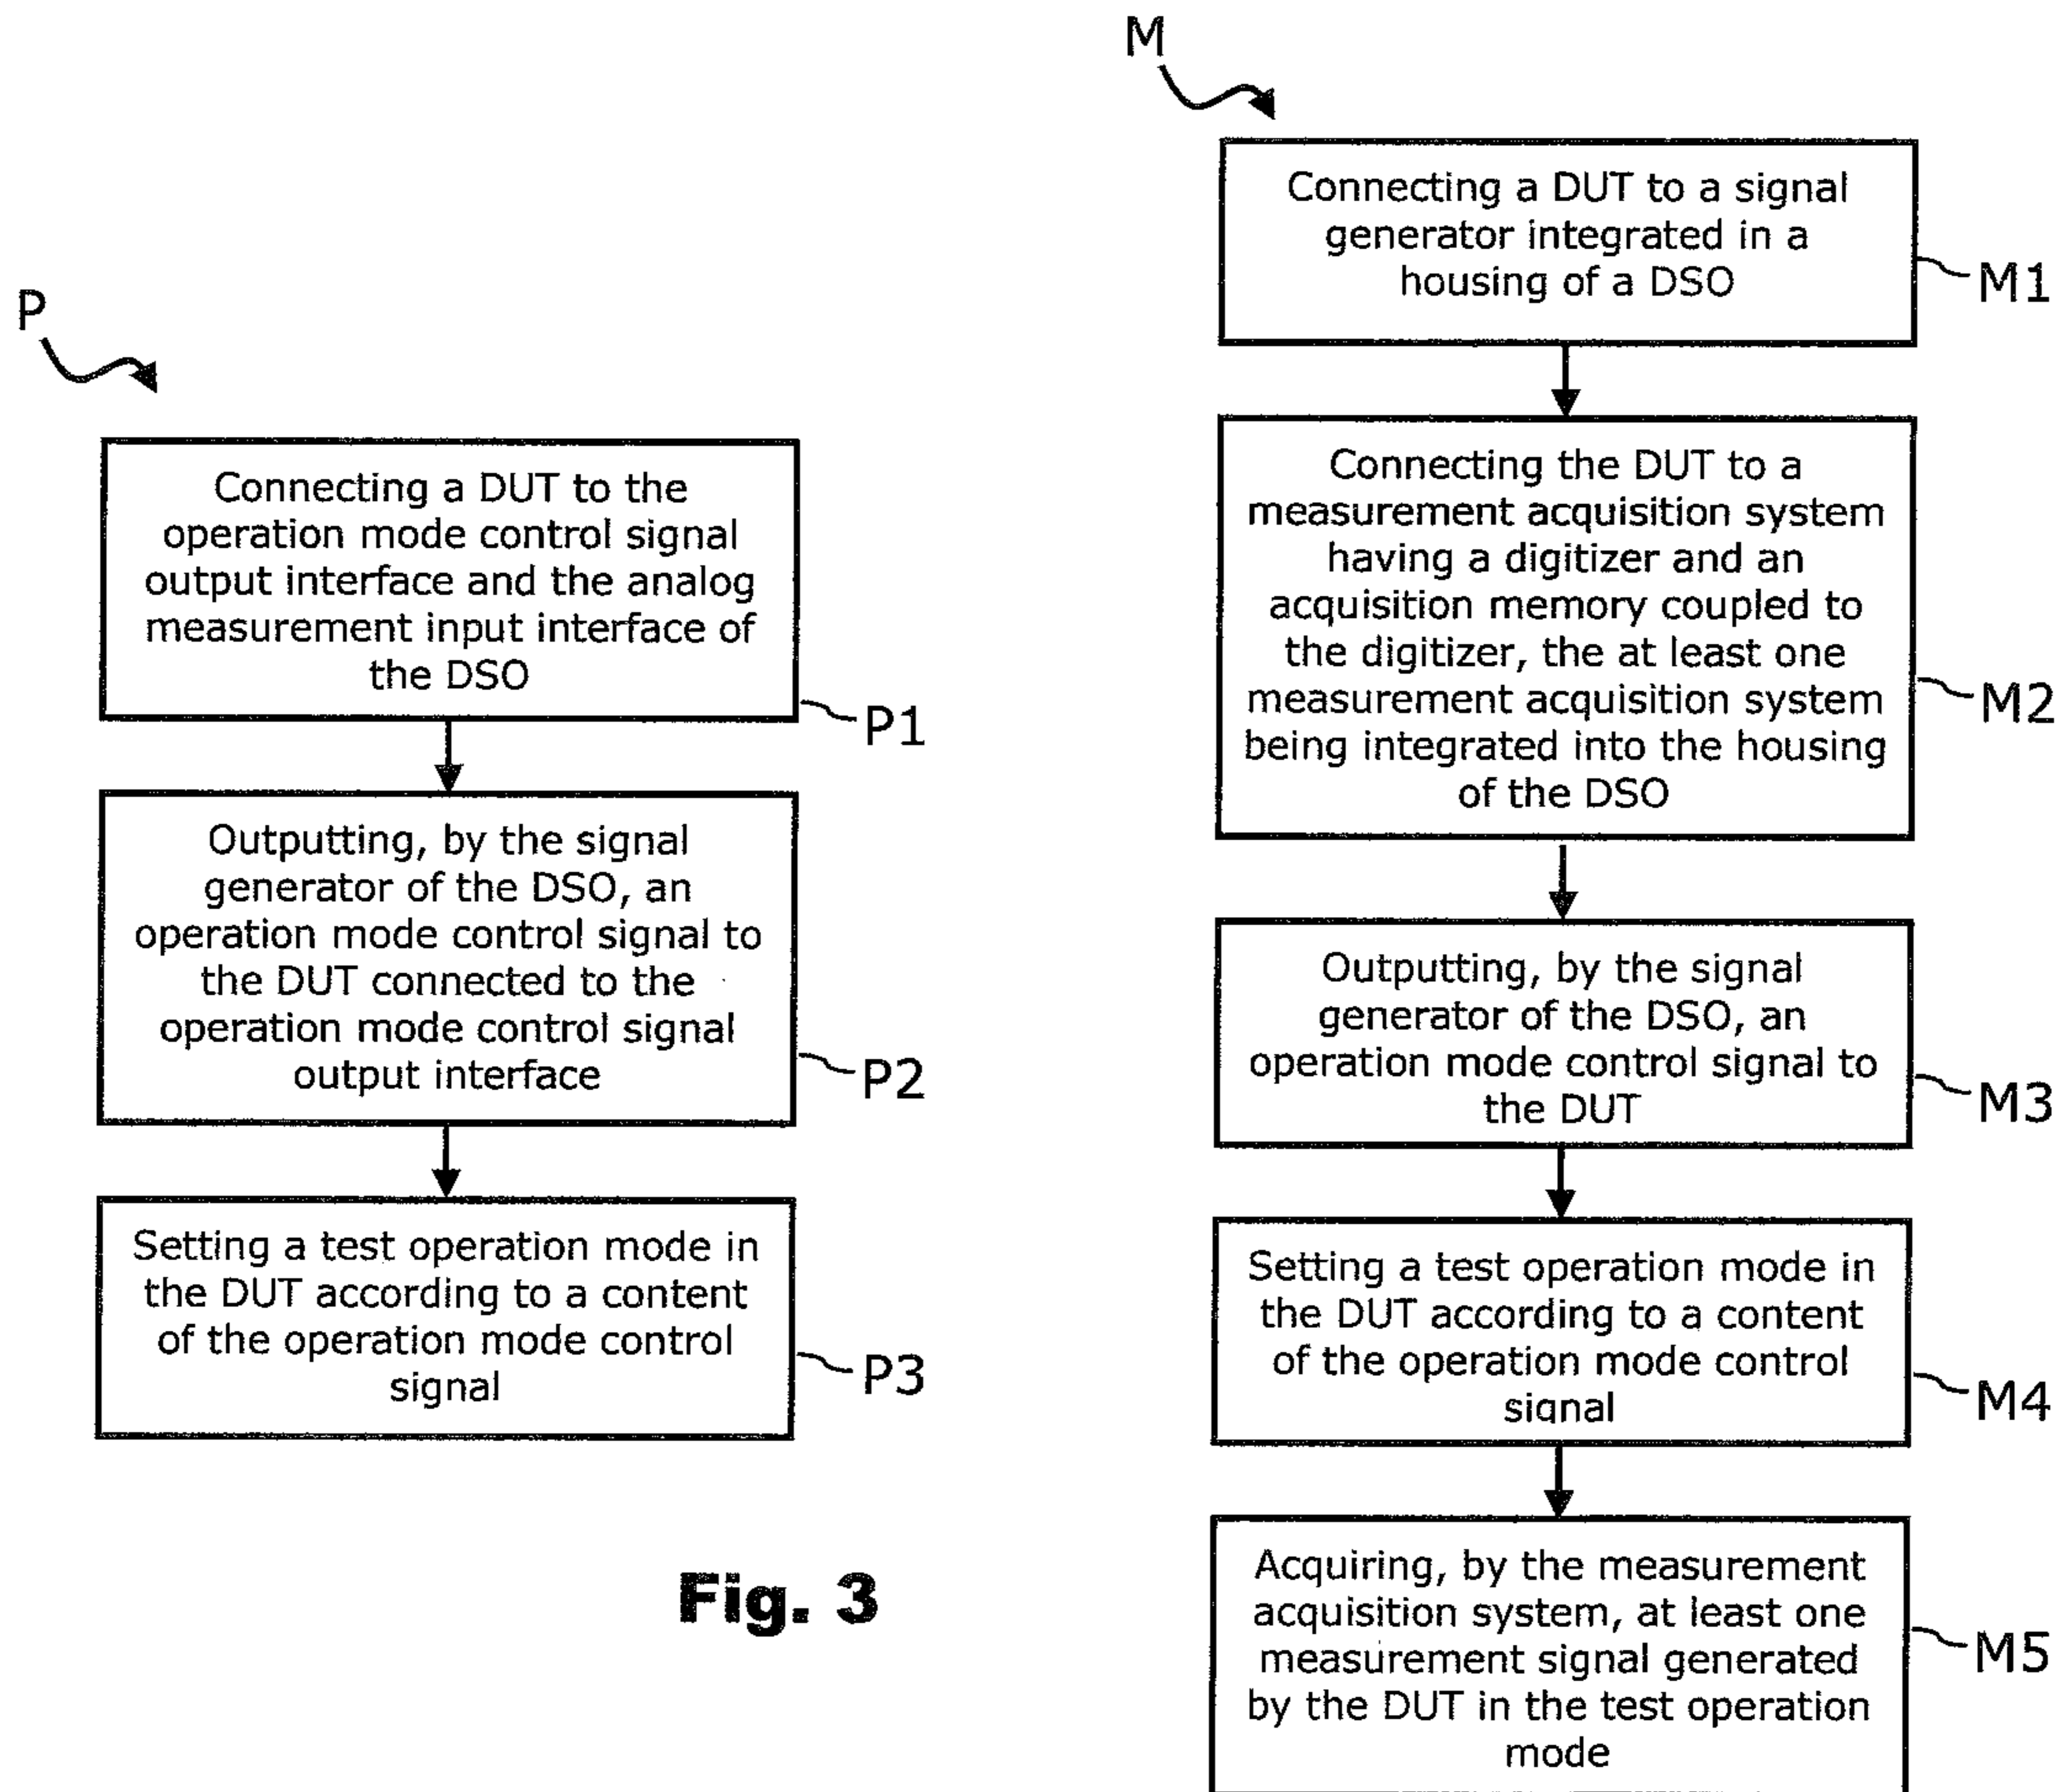 P
Connecting a DUT to the
operation mode control signal
output interface and the analog
measurement input interface of
the DSO
P1
Outputting, by the signal
generator of the DSO, an
operation mode control signal to
the DUT connected to the
operation mode control signal
output interface
P2
Setting a test operation mode in
the DUT according to a content
of the operation mode control
signal
P3
Fig. 3
M
Connecting a DUT to a signal
generator integrated in a
housing of a DSO
M1
Connecting the DUT to a
measurement acquisition system
having a digitizer and an
acquisition memory coupled to
the digitizer, the at least one
measurement acquisition system
being integrated into the housing
of the DSO
M2
Outputting, by the signal
generator of the DSO, an
operation mode control signal to
the DUT
M3
Setting a test operation mode in
the DUT according to a content
of the operation mode control
signal
M4
Acquiring, by the measurement
acquisition system, at least one
measurement signal generated
by the DUT in the test operation
mode
M5